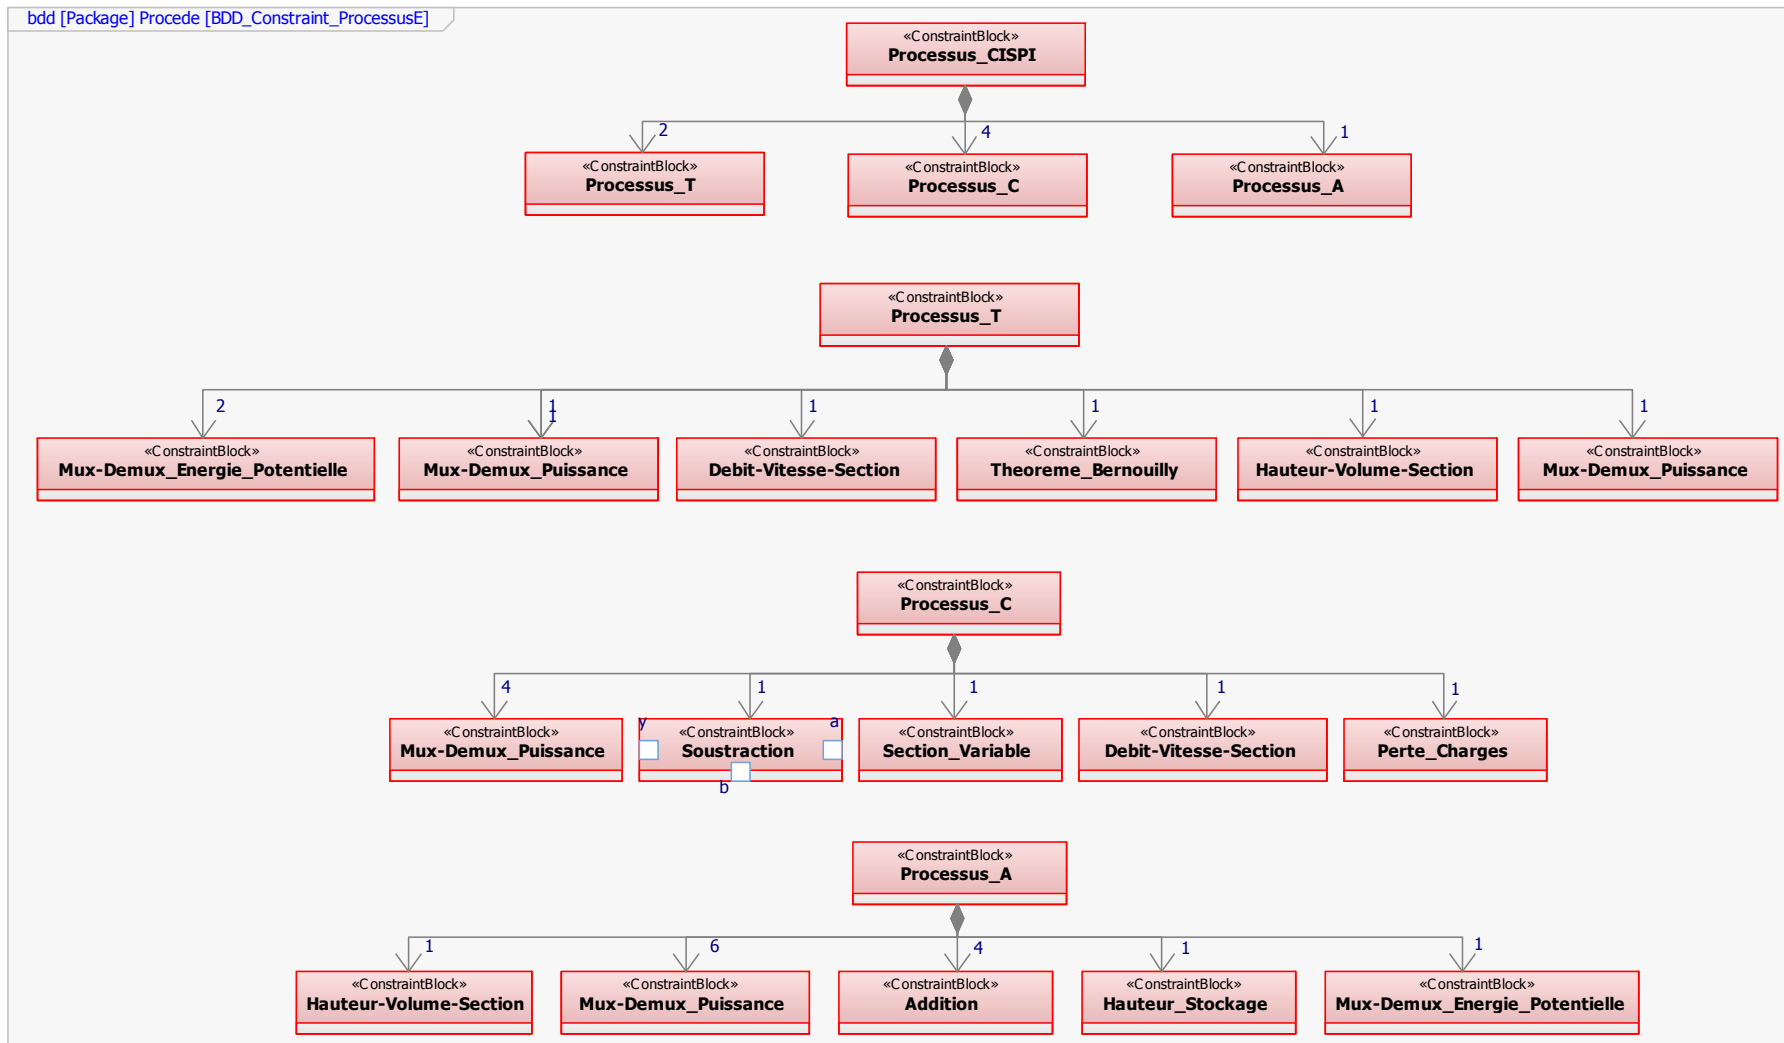 bdd [Package] Procede [BDD_Constraint_ProcessusE]
«ConstraintBlock»
Processus_CISPI
2
4
1
«ConstraintBlock»
Processus_T
«ConstraintBlock»
Processus_C
«ConstraintBlock»
Processus_A
«ConstraintBlock»
Processus_T
2
1
1
1
1
1
1
«ConstraintBlock»
Mux-Demux_Energie_Potentielle
«ConstraintBlock»
Mux-Demux_Puissance
«ConstraintBlock»
Debit-Vitesse-Section
«ConstraintBlock»
Theoreme_Bernouilly
«ConstraintBlock»
Hauteur-Volume-Section
«ConstraintBlock»
Mux-Demux_Puissance
«ConstraintBlock»
Processus_C
4
1
1
1
1
«ConstraintBlock»
Mux-Demux_Puissance
y
a
«ConstraintBlock»
Soustraction
b
«ConstraintBlock»
Section_Variable
«ConstraintBlock»
Debit-Vitesse-Section
«ConstraintBlock»
Perte_Charges
«ConstraintBlock»
Processus_A
1
6
4
1
1
«ConstraintBlock»
Hauteur-Volume-Section
«ConstraintBlock»
Mux-Demux_Puissance
«ConstraintBlock»
Addition
«ConstraintBlock»
Hauteur_Stockage
«ConstraintBlock»
Mux-Demux_Energie_Potentielle